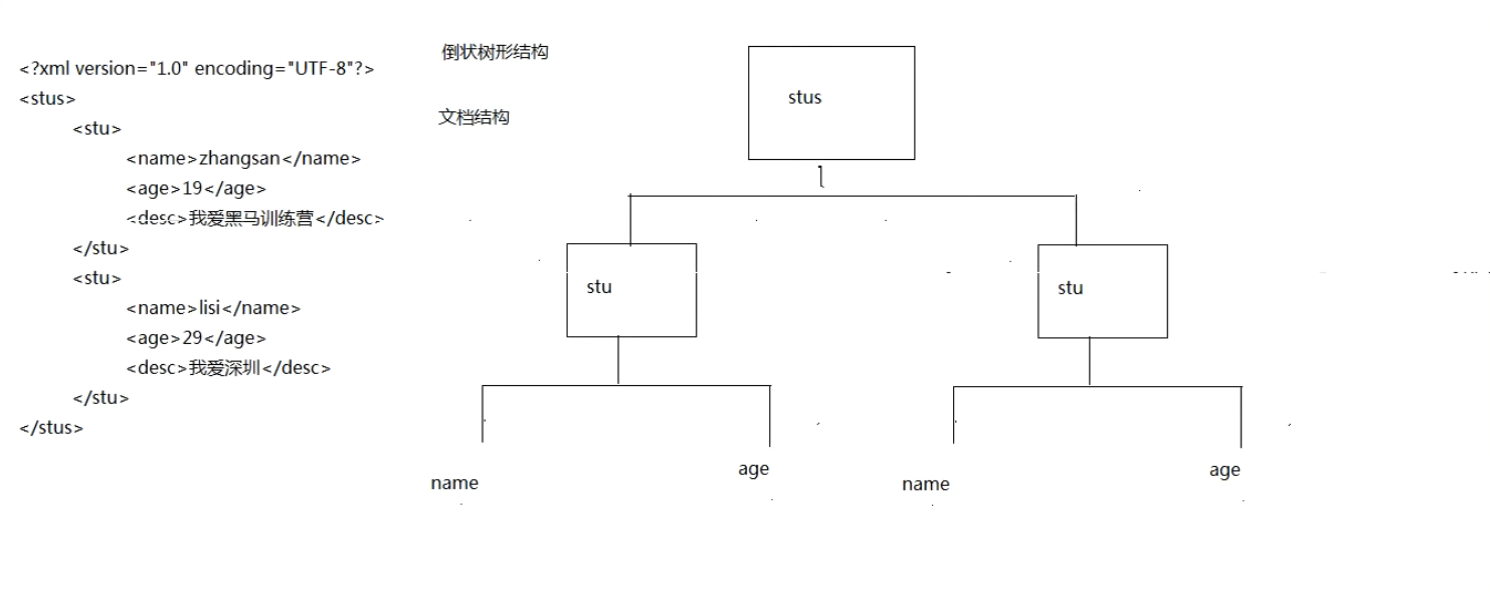 <?xml version="1.0" encoding="UTF-8"?>
<stus>
<stu>
<name>zhangsan</name>
<age>19</age>
<desc>我爱黑马训练营</desc>
</stu>
<stu>
<name>lisi</name>
<age>29</age>
<desc>我爱深圳</desc>
</stu>
</stus>
倒状树形结构
文档结构
stus
stu
stu
name
age
name
age